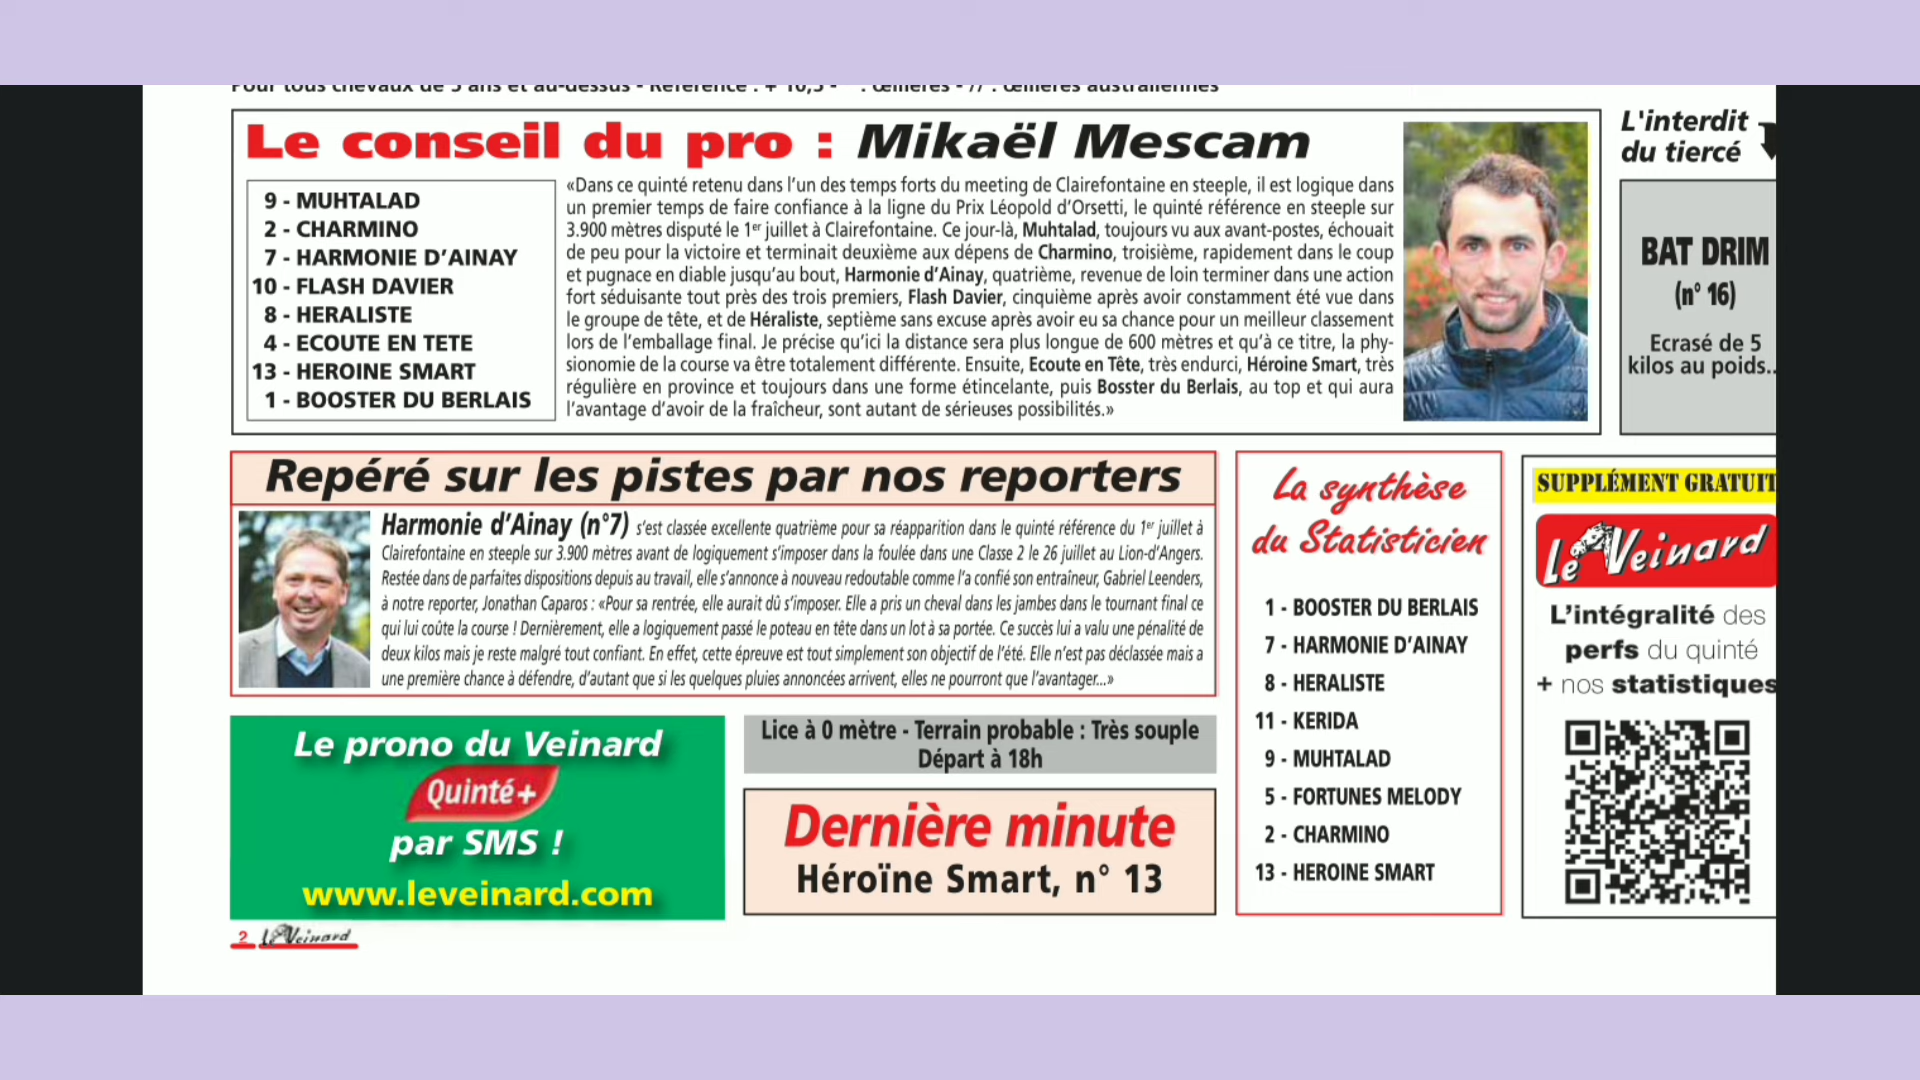 Pour tous chevaux de 5 ans et au-dessus - Référence : + 16,5 - : œillères - // : œillères australiennes
Le conseil du pro : Mikaël Mescam
9 - MUHTALAD
2 - CHARMINO
7 - HARMONIE D’AINAY
10 - FLASH DAVIER
8 - HERALISTE
4 - ECOUTE EN TETE
13 - HEROINE SMART
1 - BOOSTER DU BERLAIS
«Dans ce quinté retenu dans l’un des temps forts du meeting de Clairefontaine en steeple, il est logique dans
un premier temps de faire confiance à la ligne du Prix Léopold d’Orsetti, le quinté référence en steeple sur
3.900 mètres disputé le 1er juillet à Clairefontaine. Ce jour-là, Muhtalad, toujours vu aux avant-postes, échouait
de peu pour la victoire et terminait deuxième aux dépens de Charmino, troisième, rapidement dans le coup
et pugnace en diable jusqu’au bout, Harmonie d’Ainay, quatrième, revenue de loin terminer dans une action
fort séduisante tout près des trois premiers, Flash Davier, cinquième après avoir constamment été vue dans
le groupe de tête, et de Héraliste, septième sans excuse après avoir eu sa chance pour un meilleur classement
lors de l’emballage final. Je précise qu’ici la distance sera plus longue de 600 mètres et qu’à ce titre, la phy-
sionomie de la course va être totalement différente. Ensuite, Ecoute en Tête, très endurci, Héroine Smart, très
régulière en province et toujours dans une forme étincelante, puis Bosster du Berlais, au top et qui aura
l’avantage d’avoir de la fraîcheur, sont autant de sérieuses possibilités.»
L'interdit
du tiercé
BAT DRIM
(n° 16)
Ecrasé de 5
kilos au poids..
Repéré sur les pistes par nos reporters
Harmonie d’Ainay (n°7) s’est classée excellente quatrième pour sa réapparition dans le quinté référence du 1er juillet à
Clairefontaine en steeple sur 3.900 mètres avant de logiquement s’imposer dans la foulée dans une Classe 2 le 26 juillet au Lion-d’Angers.
Restée dans de parfaites dispositions depuis au travail, elle s’annonce à nouveau redoutable comme l’a confié son entraîneur, Gabriel Leenders,
à notre reporter, Jonathan Caparos : «Pour sa rentrée, elle aurait dû s’imposer. Elle a pris un cheval dans les jambes dans le tournant final ce
qui lui coûte la course ! Dernièrement, elle a logiquement passé le poteau en tête dans un lot à sa portée. Ce succès lui a valu une pénalité de
deux kilos mais je reste malgré tout confiant. En effet, cette épreuve est tout simplement son objectif de l’été. Elle n’est pas déclassée mais a
une première chance à défendre, d’autant que si les quelques pluies annoncées arrivent, elles ne pourront que l’avantager...»
La synthèse
du Statisticien
1 - BOOSTER DU BERLAIS
7 - HARMONIE D’AINAY
8 - HERALISTE
11 - KERIDA
9 - MUHTALAD
5 - FORTUNES MELODY
2 - CHARMINO
13 - HEROINE SMART
SUPPLÉMENT GRATUIT
Le Veinard
L’intégralité des
perfs du quinté
+ nos statistiques
Le prono du Veinard
Quinté+
par SMS !
www.leveinard.com
Lice à 0 mètre - Terrain probable : Très souple
Départ à 18h
Dernière minute
Héroïne Smart, n° 13
2 Le Veinard